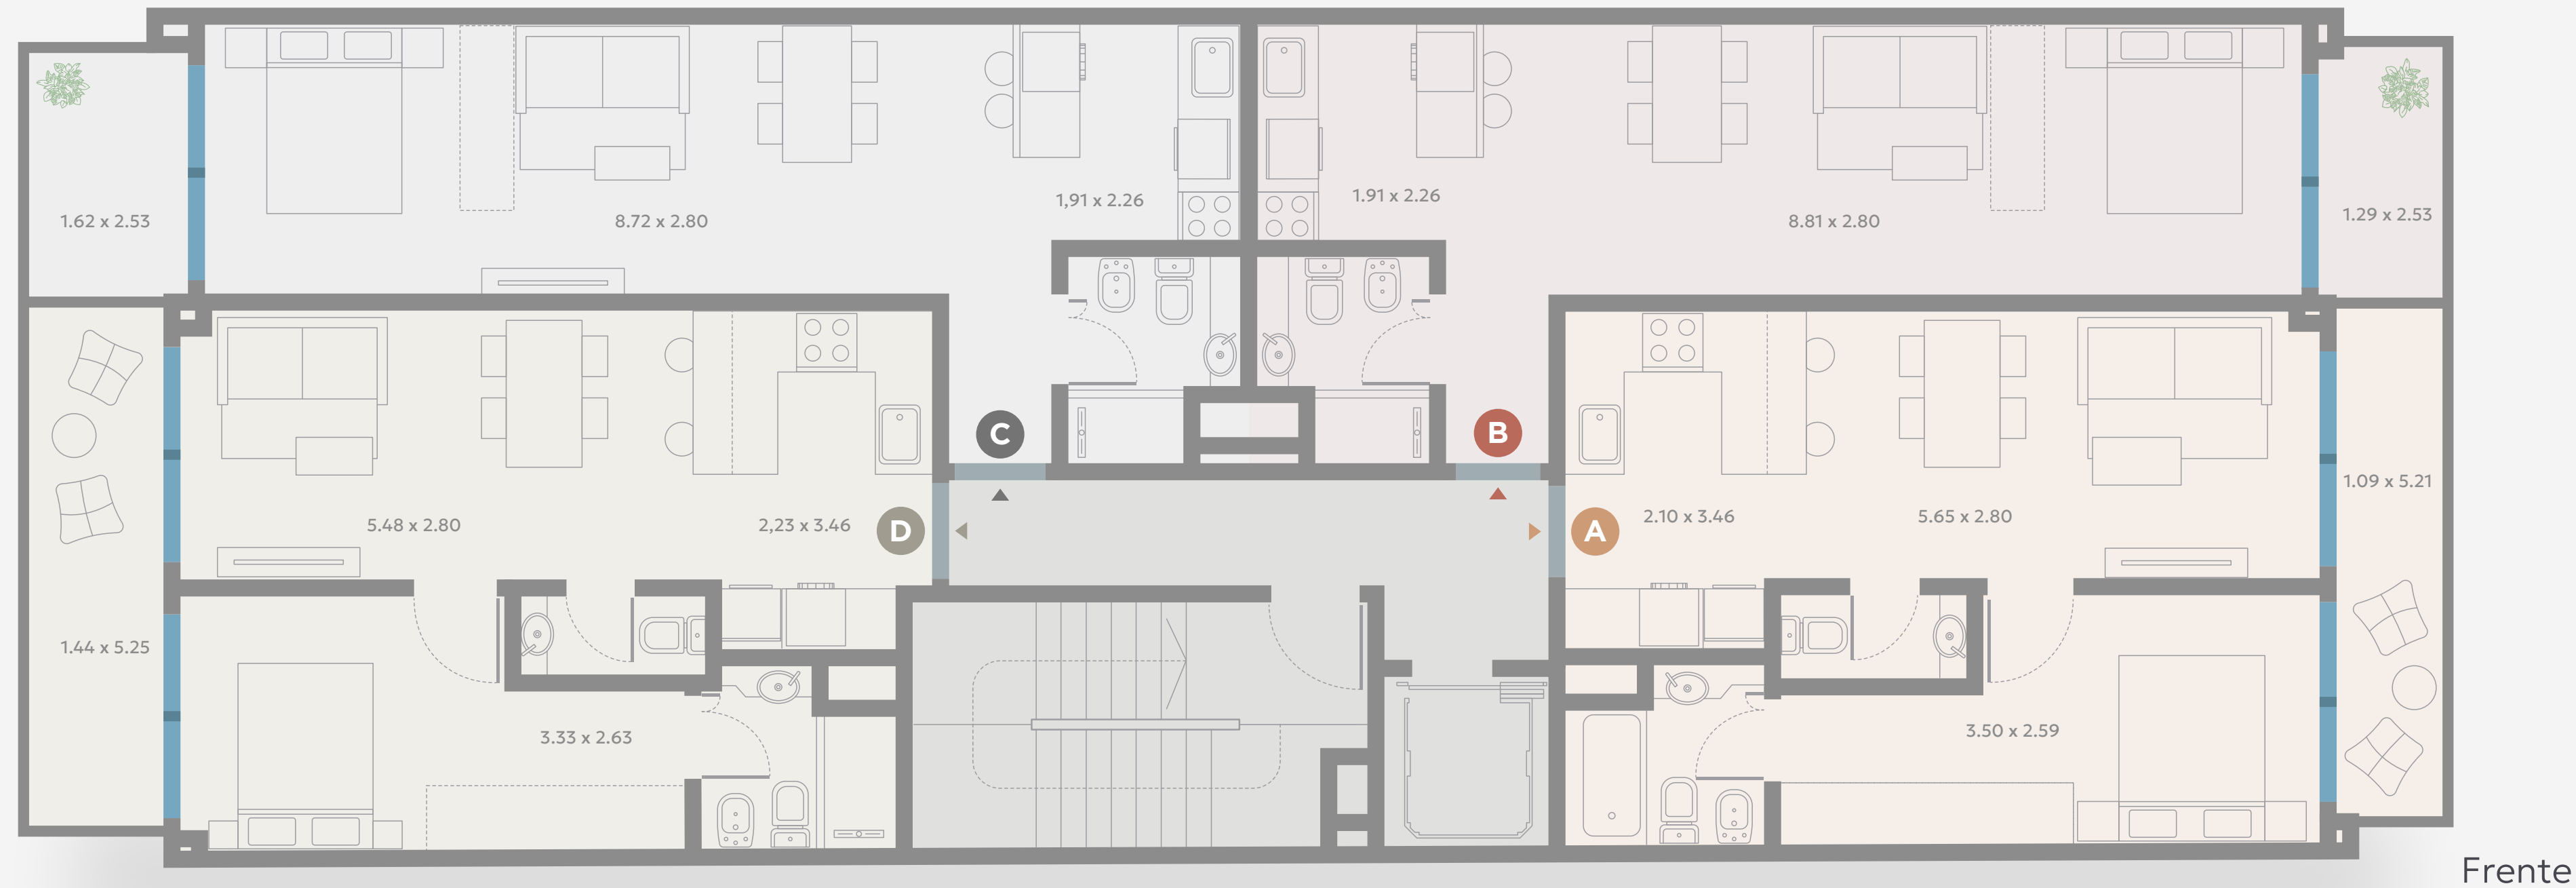 1.62 x 2.53
8.72 x 2.80
1,91 x 2.26
1.91 x 2.26
8.81 x 2.80
1.29 x 2.53
C
B
5.48 x 2.80
2,23 x 3.46
D
A
2.10 x 3.46
5.65 x 2.80
1.09 x 5.21
1.44 x 5.25
3.33 x 2.63
3.50 x 2.59
Frente